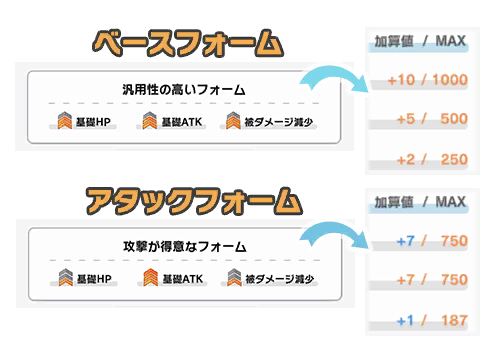 ベースフォーム
加算値 / MAX
汎用性の高いフォーム
+10 / 1000
基礎HP 基礎ATK 被ダメージ減少
+5 / 500
+2 / 250
アタックフォーム
加算値 / MAX
攻撃が得意なフォーム
+7 / 750
基礎HP 基礎ATK 被ダメージ減少
+7 / 750
+1 / 187